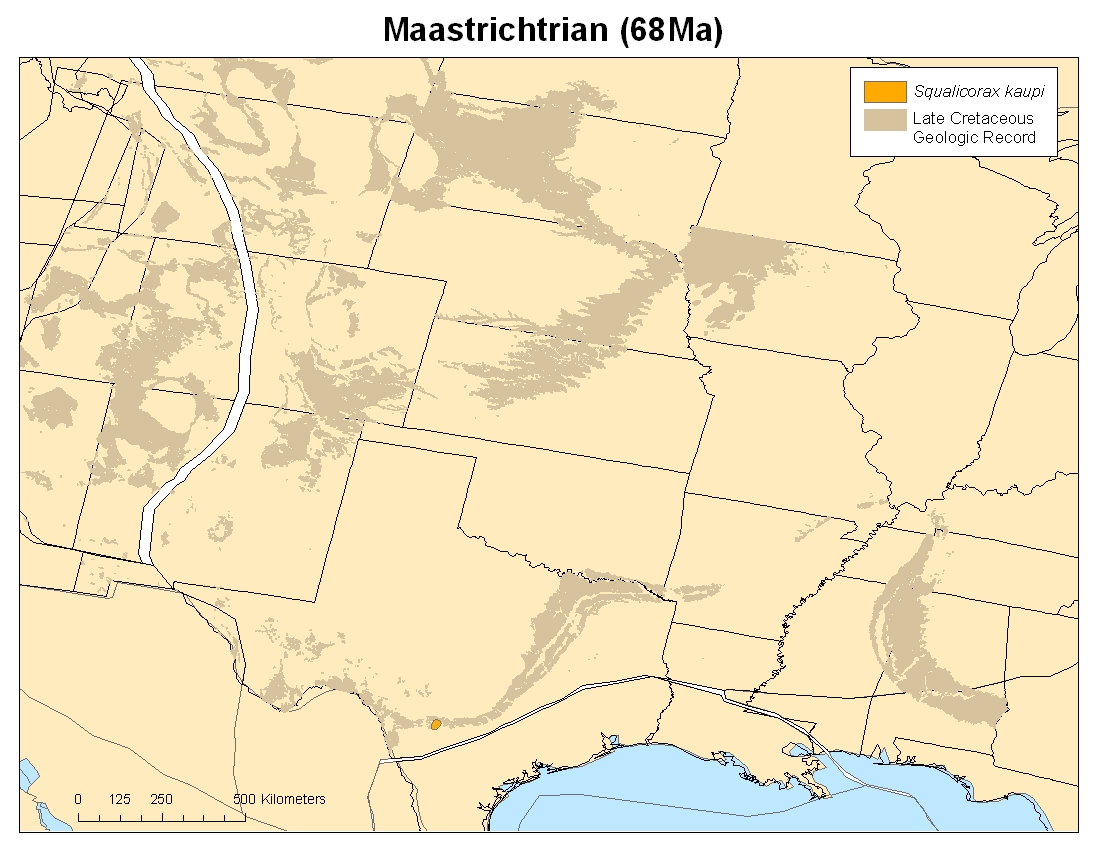 Maastrichtrian (68Ma)
Squalicorax kaupi
Late Cretaceous
Geologic Record
0 125 250 500 Kilometers